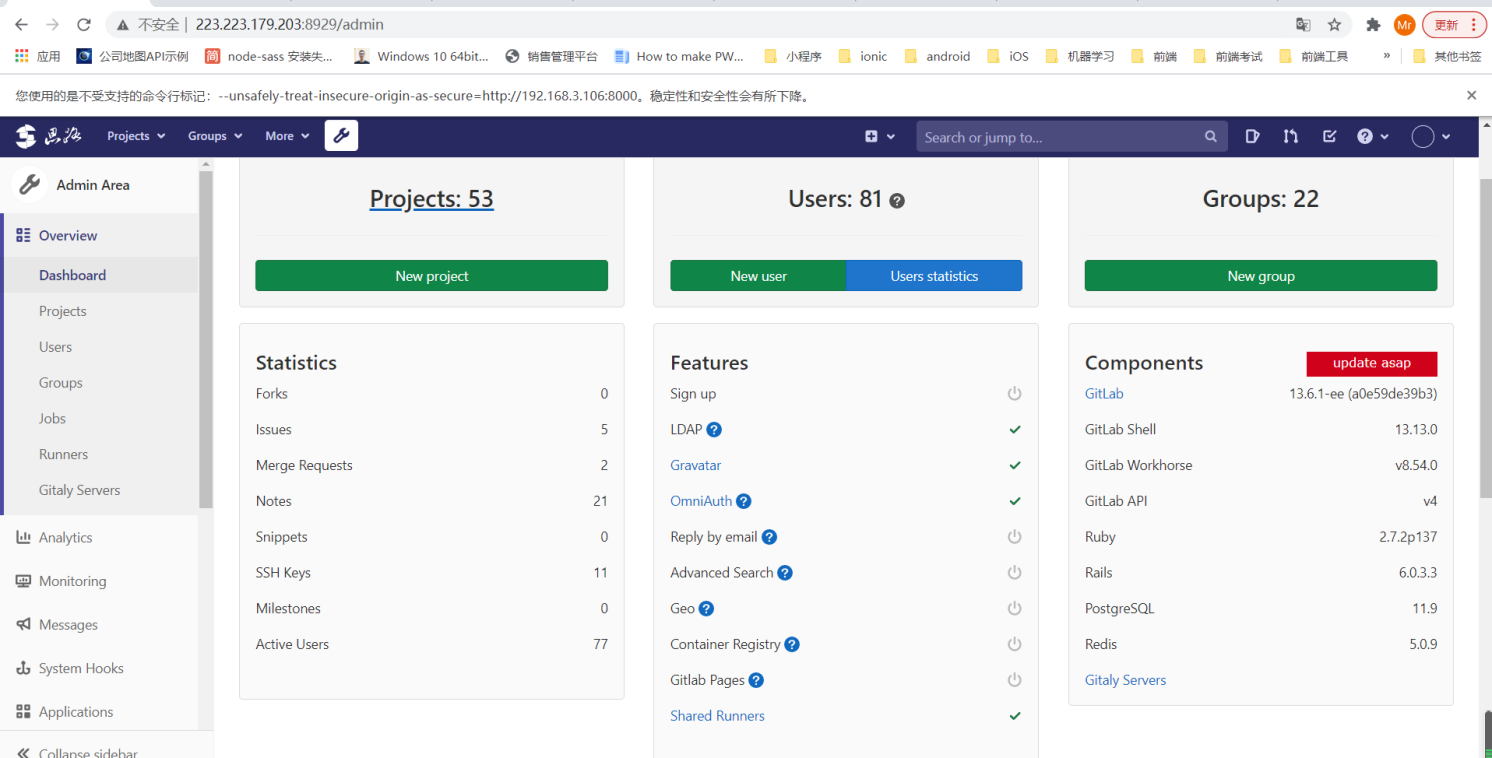 不安全 | 223.223.179.203:8929/admin Mr 更新
应用 公司地图API示例 简 node-sass 安装失... Windows 10 64bit... 销售管理平台 How to make PW... 小程序 ionic android iOS 机器学习 前端 前端考试 前端工具 » 其他书签
您使用的是不受支持的命令行标记：--unsafely-treat-insecure-origin-as-secure=http://192.168.3.106:8000。稳定性和安全性会有所下降。
Projects Groups More Search or jump to...
Admin Area
Projects: 53 Users: 81 Groups: 22
Overview
New project New user Users statistics New group
Dashboard
Projects
Users
Groups
Jobs
Runners
Gitaly Servers
Analytics
Monitoring
Messages
System Hooks
Applications
Collapse sidebar
Statistics
Forks 0
Issues 5
Merge Requests 2
Notes 21
Snippets 0
SSH Keys 11
Milestones 0
Active Users 77
Features
Sign up
LDAP
Gravatar
OmniAuth
Reply by email
Advanced Search
Geo
Container Registry
Gitlab Pages
Shared Runners
Components update asap
GitLab 13.6.1-ee (a0e59de39b3)
GitLab Shell 13.13.0
GitLab Workhorse v8.54.0
GitLab API v4
Ruby 2.7.2p137
Rails 6.0.3.3
PostgreSQL 11.9
Redis 5.0.9
Gitaly Servers